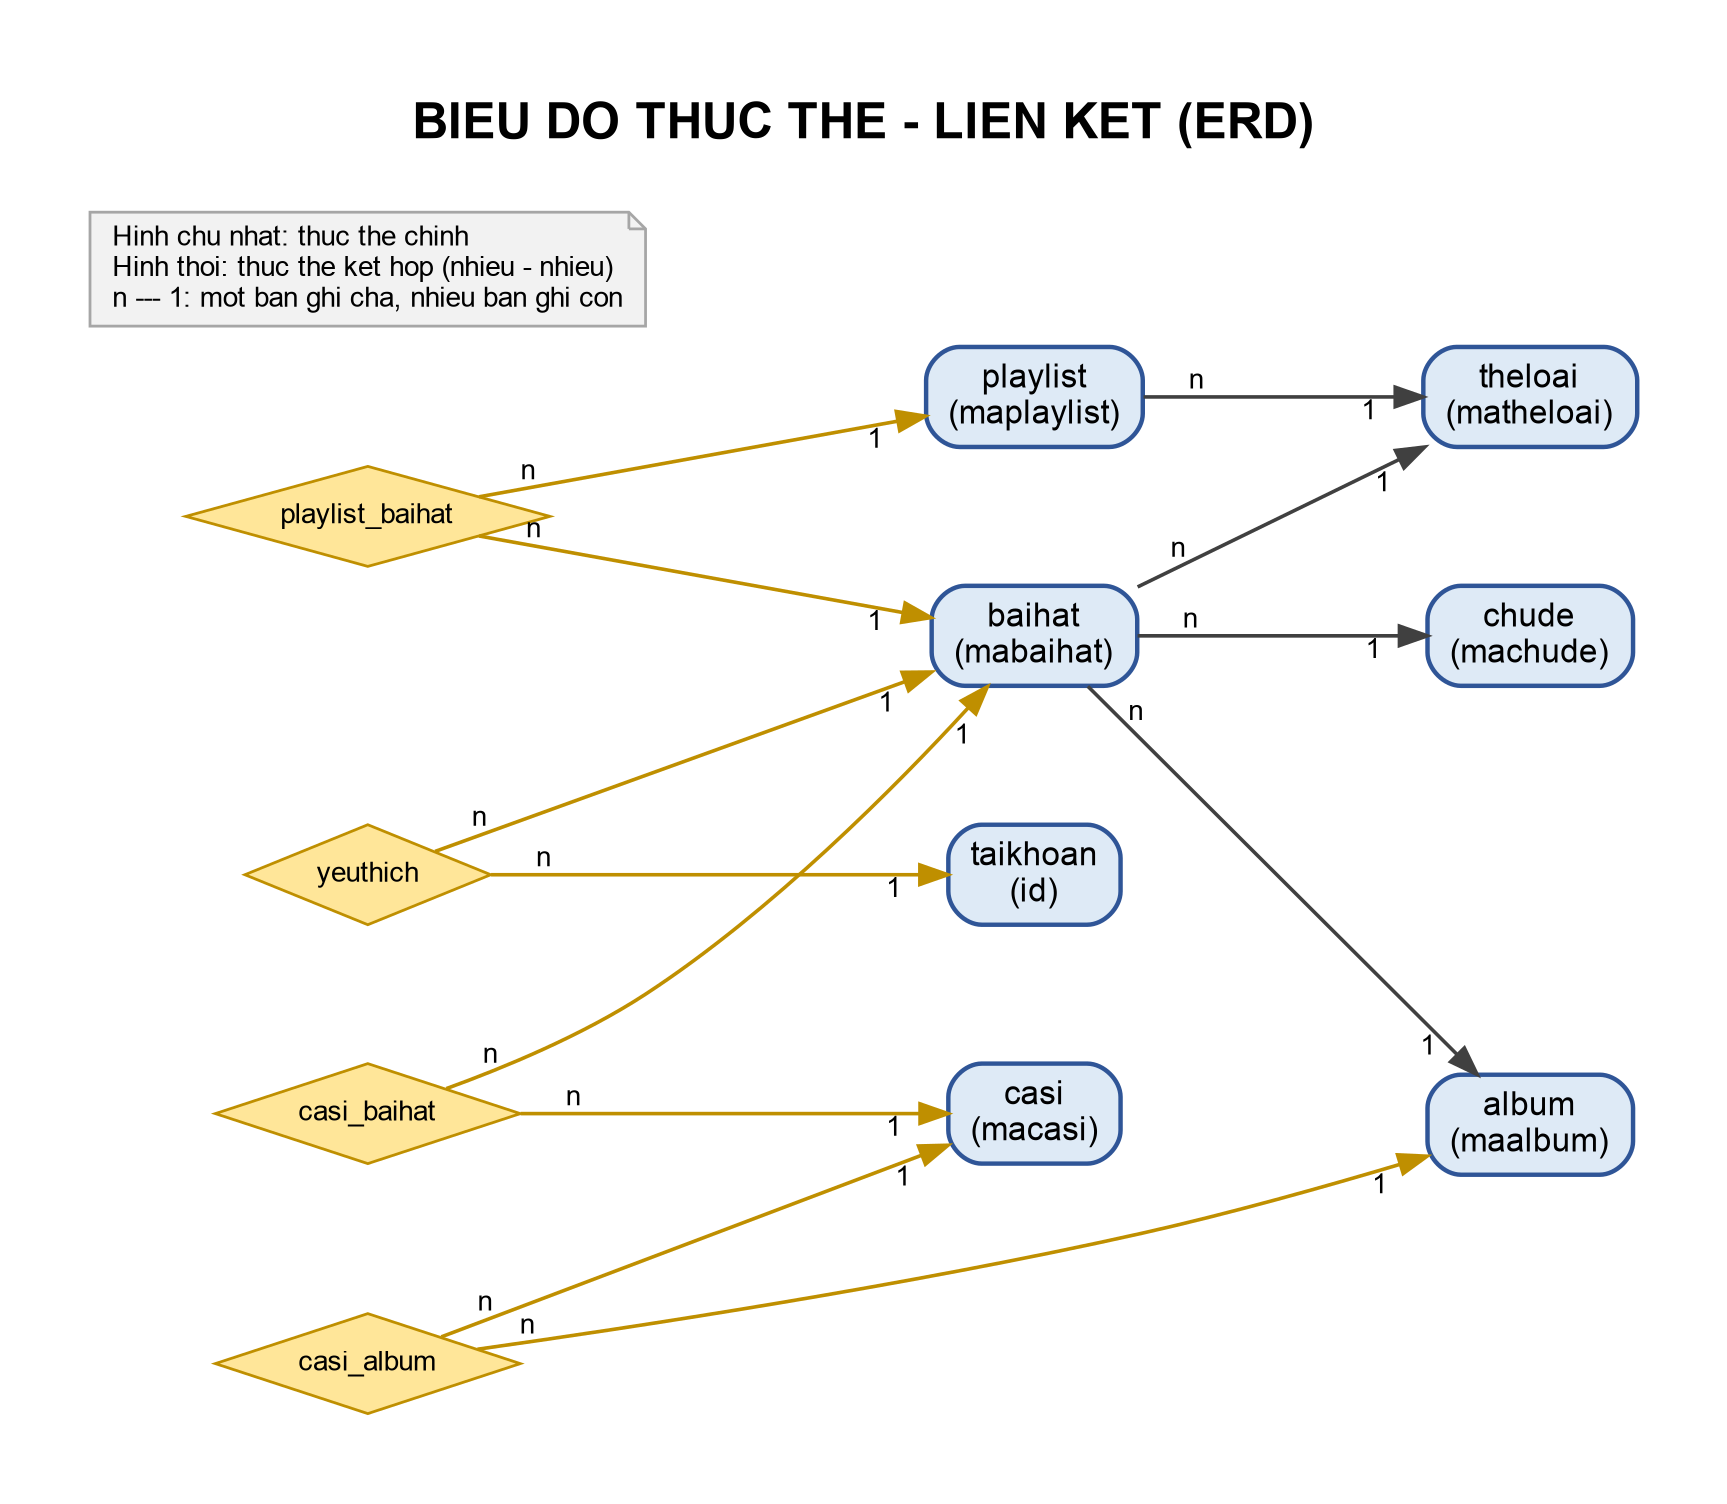 BIEU DO THUC THE - LIEN KET (ERD)
Hinh chu nhat: thuc the chinh
Hinh thoi: thuc the ket hop (nhieu - nhieu)
n --- 1: mot ban ghi cha, nhieu ban ghi con
playlist
(maplaylist)
n
1
theloai
(matheloai)
playlist_baihat
n
1
n
1
baihat
(mabaihat)
n
1
n
1
chude
(machude)
n
1
yeuthich
n
1
n
1
taikhoan
(id)
casi_baihat
n
1
n
1
casi
(macasi)
album
(maalbum)
casi_album
n
1
n
1